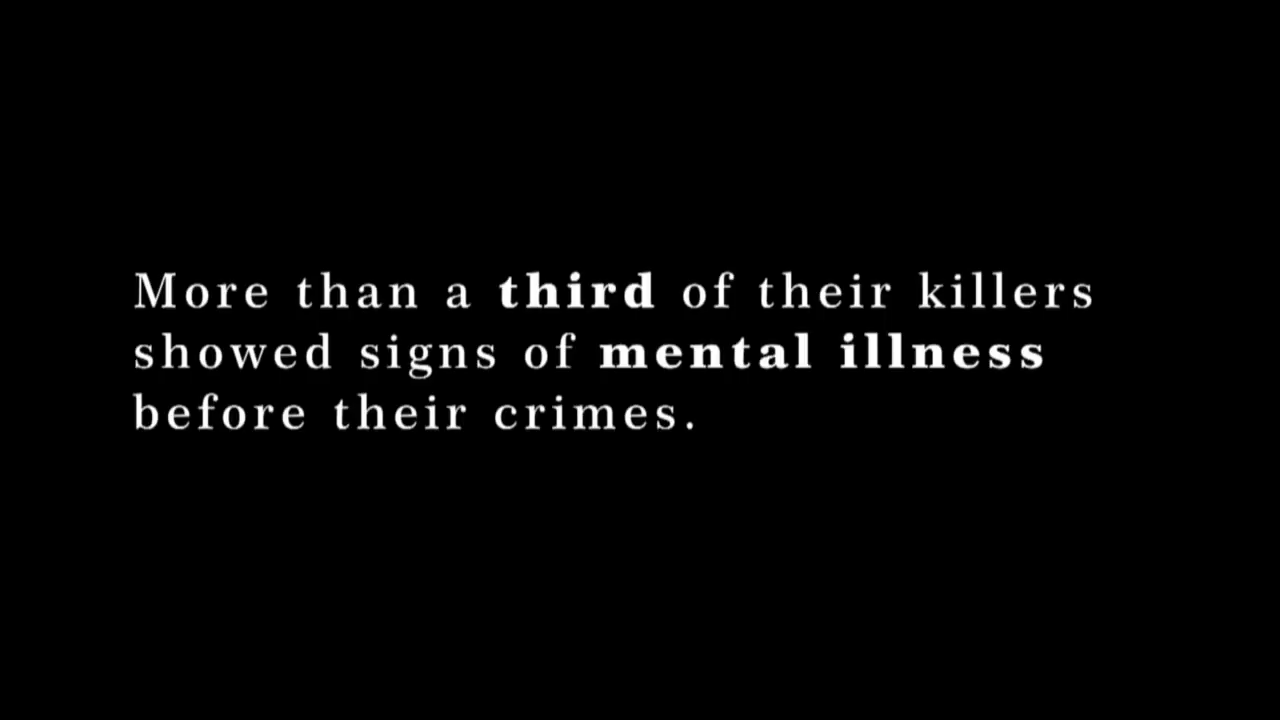 More than a third of their killers
showed signs of mental illness
before their crimes.